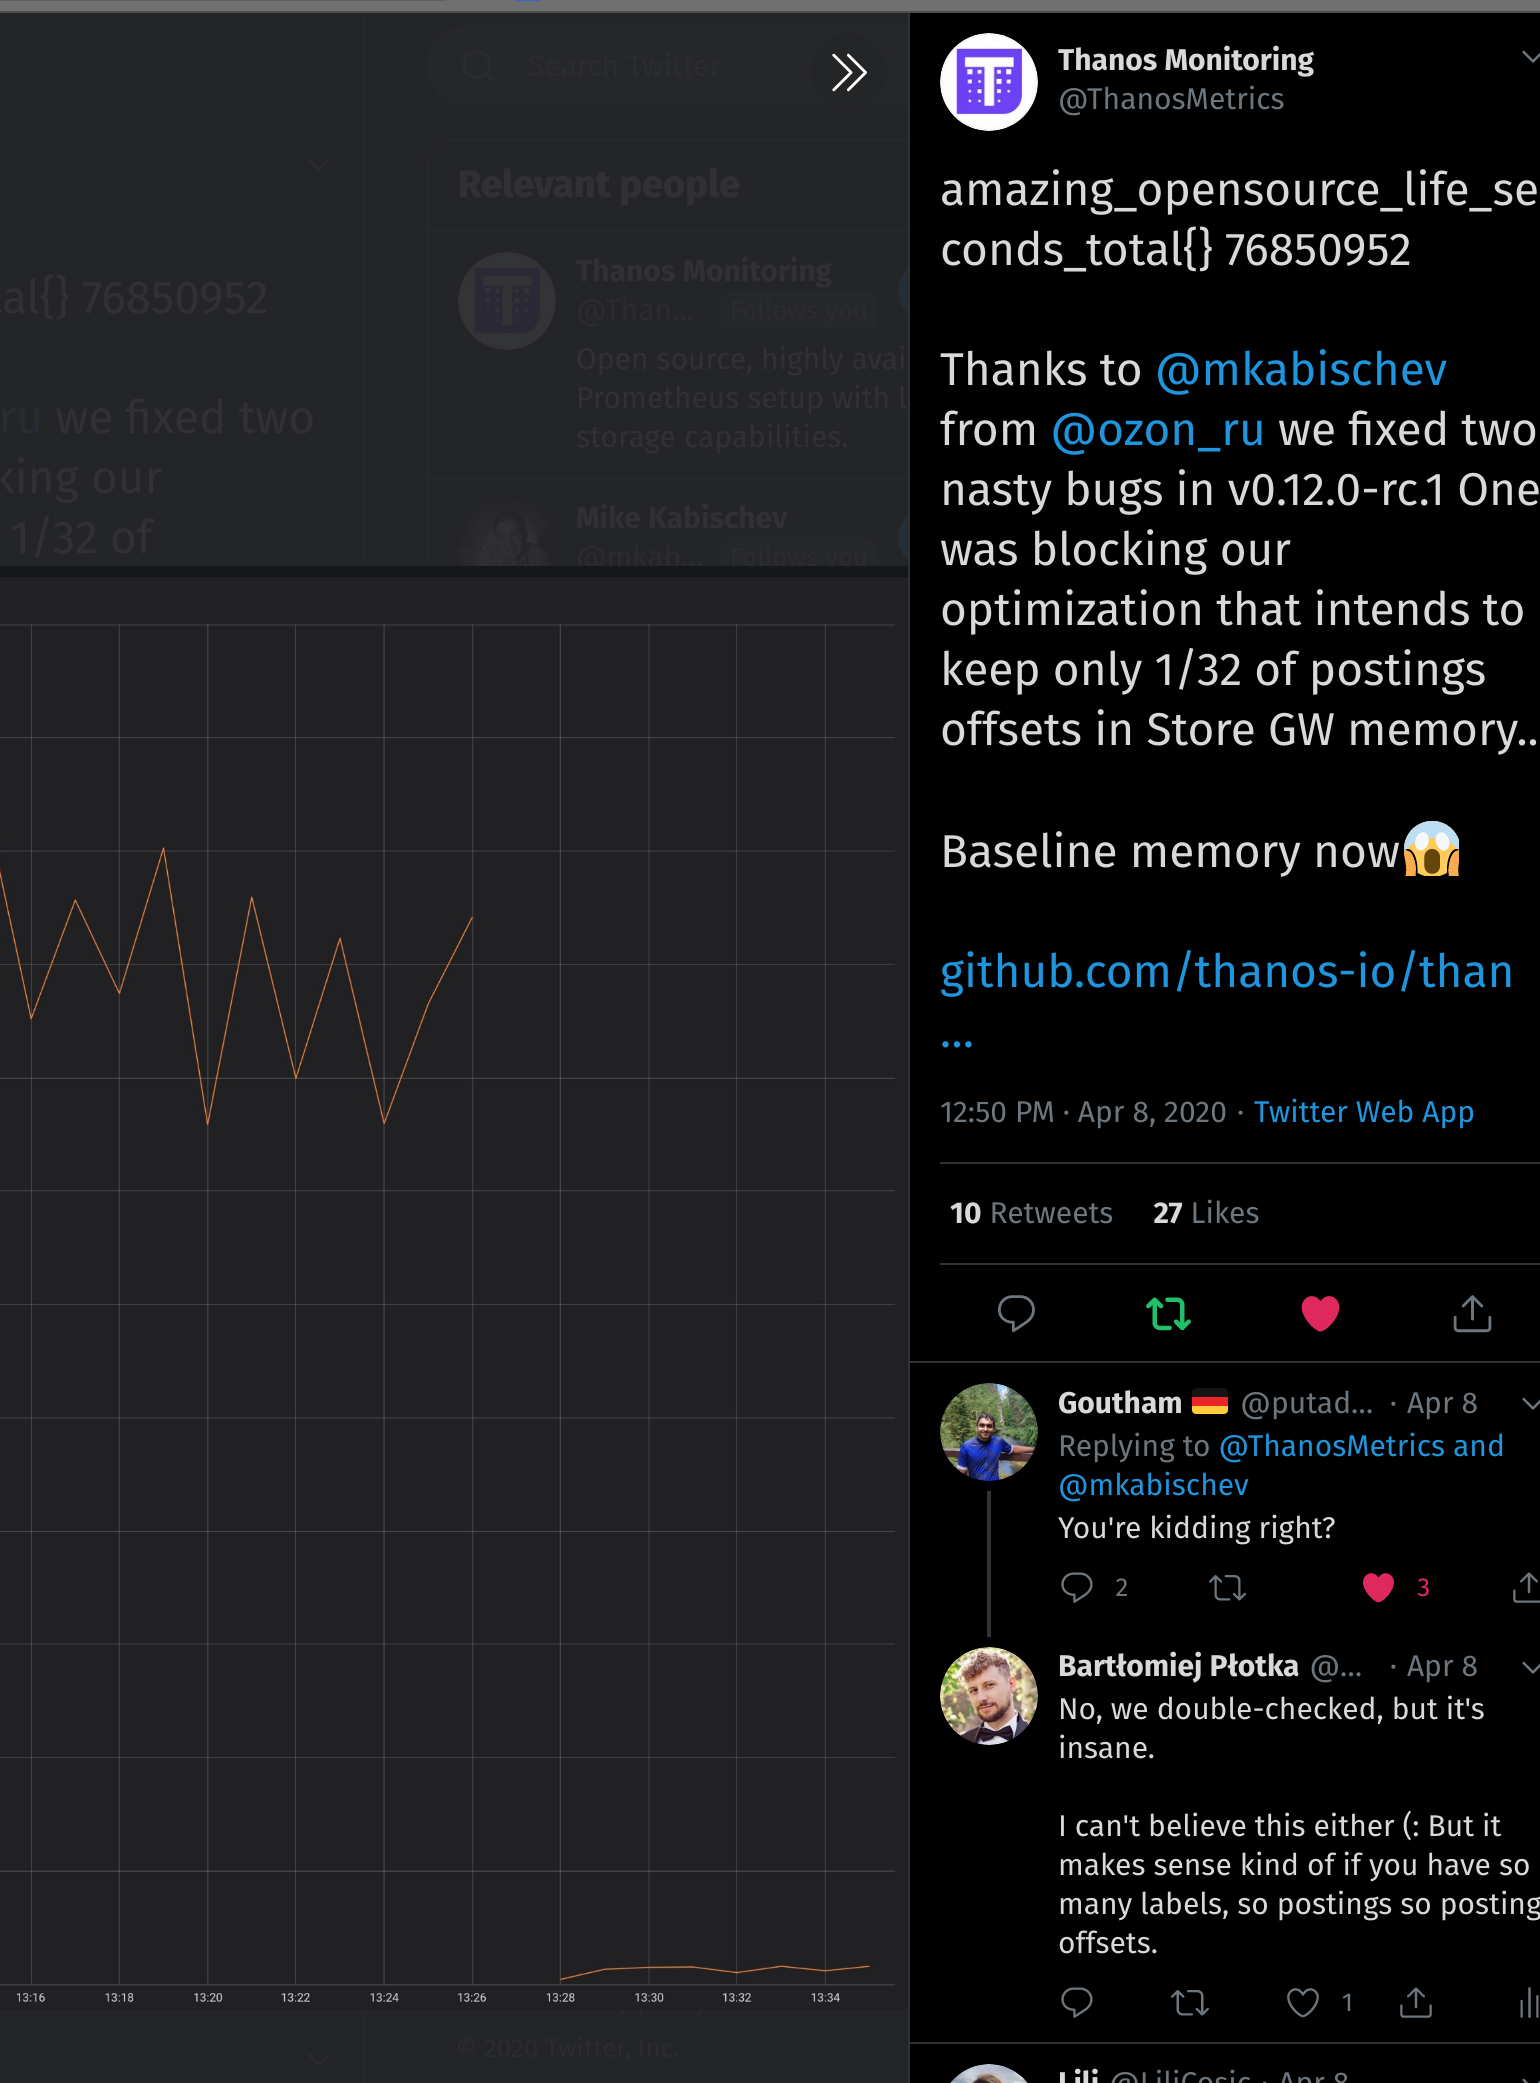 Search Twitter
Relevant people
Thanos Monitoring
@Than... Follows you
Open source, highly avai
Prometheus setup with l
storage capabilities.
Mike Kabischev
@mkab... Follows you
al{} 76850952
ru we fixed two
king our
1/32 of
13:16 13:18 13:20 13:22 13:24 13:26 13:28 13:30 13:32 13:34
© 2020 Twitter, Inc.
Thanos Monitoring
@ThanosMetrics
amazing_opensource_life_se
conds_total{} 76850952
Thanks to @mkabischev
from @ozon_ru we fixed two
nasty bugs in v0.12.0-rc.1 One
was blocking our
optimization that intends to
keep only 1/32 of postings
offsets in Store GW memory..
Baseline memory now😱
github.com/thanos-io/than
...
12:50 PM · Apr 8, 2020 · Twitter Web App
10 Retweets 27 Likes
Goutham 🇩🇪 @putad... · Apr 8
Replying to @ThanosMetrics and
@mkabischev
You're kidding right?
2 3
Bartłomiej Płotka @... · Apr 8
No, we double-checked, but it's
insane.
I can't believe this either (: But it
makes sense kind of if you have so
many labels, so postings so posting
offsets.
1
Lili @LiliCosic · Apr 8